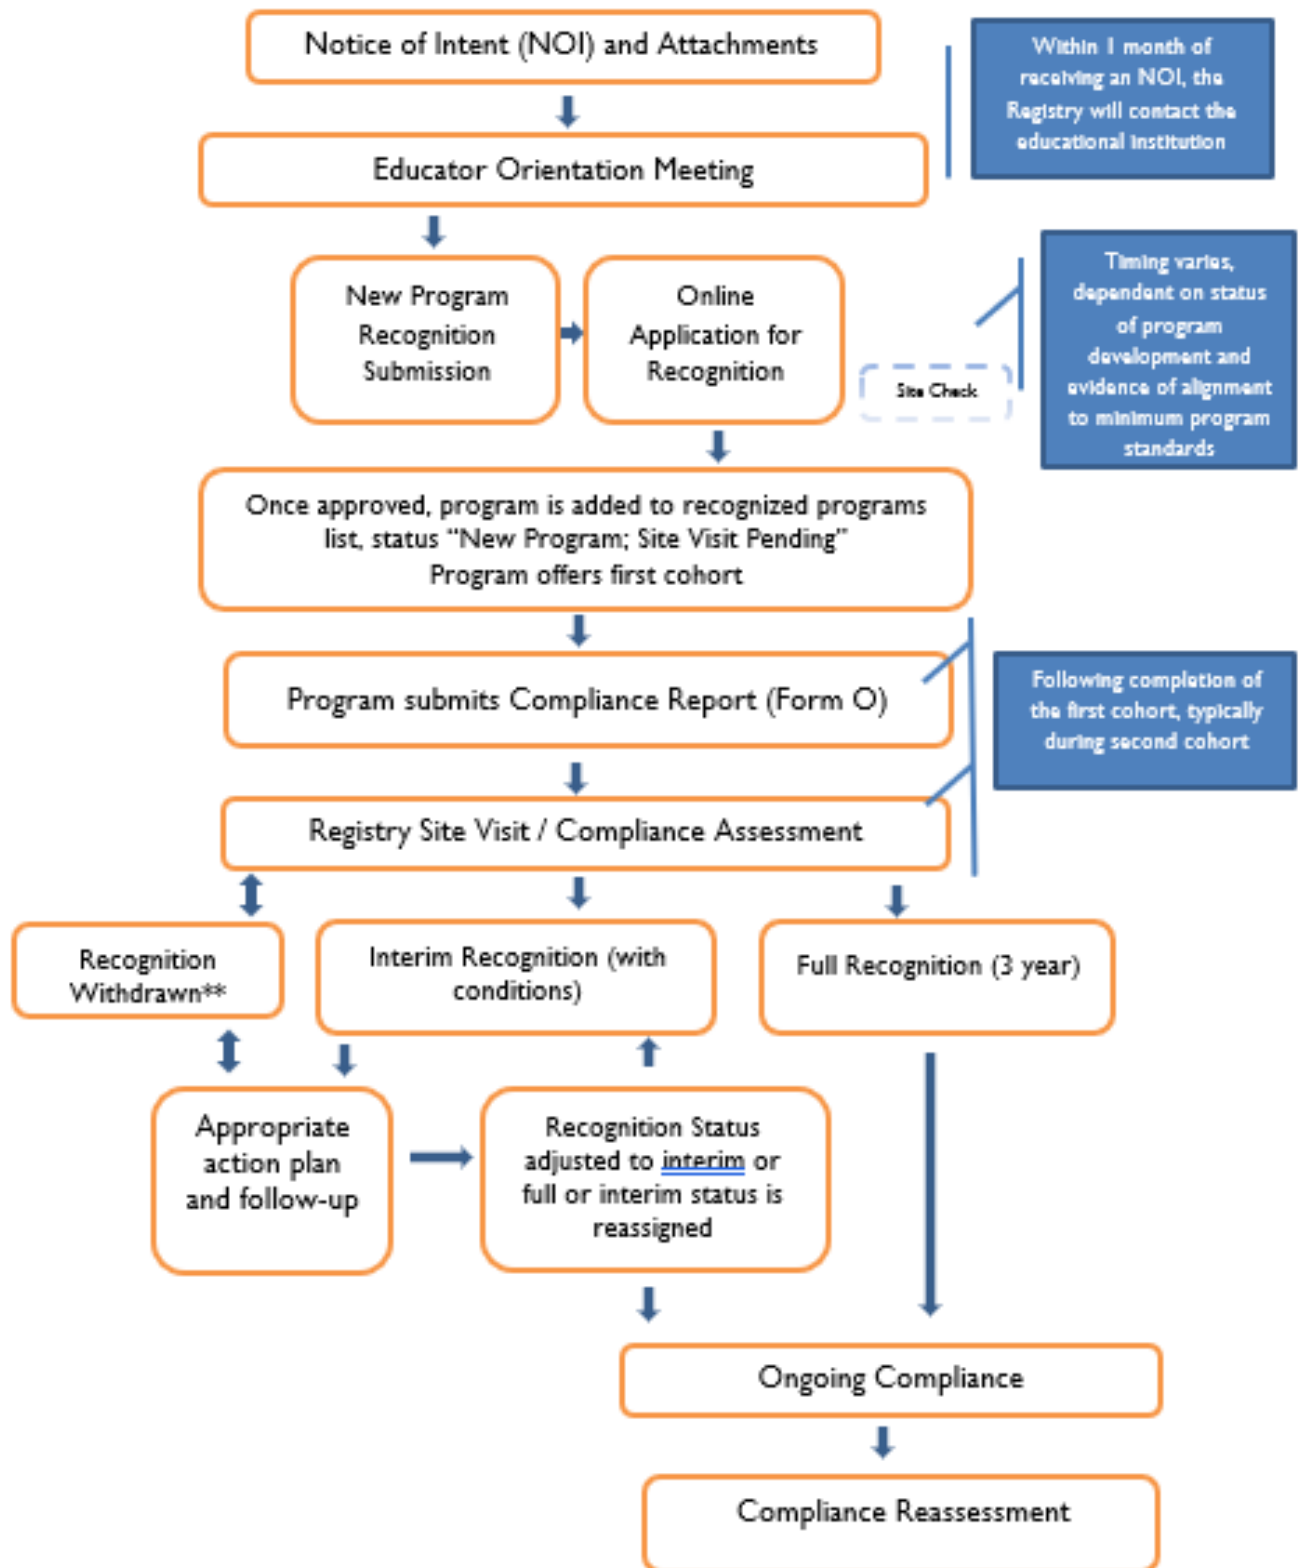 Notice of Intent (NOI) and Attachments
Within 1 month of
receiving an NOI, the
Registry will contact the
educational institution
Educator Orientation Meeting
New Program
Recognition
Submission
Online
Application for
Recognition
Site Check
Timing varies,
dependent on status
of program
development and
evidence of alignment
to minimum program
standards
Once approved, program is added to recognized programs
list, status “New Program; Site Visit Pending”
Program offers first cohort
Program submits Compliance Report (Form O)
Following completion of
the first cohort, typically
during second cohort
Registry Site Visit / Compliance Assessment
Recognition
Withdrawn**
Interim Recognition (with
conditions)
Full Recognition (3 year)
Appropriate
action plan
and follow-up
Recognition Status
adjusted to interim or
full or interim status is
reassigned
Ongoing Compliance
Compliance Reassessment